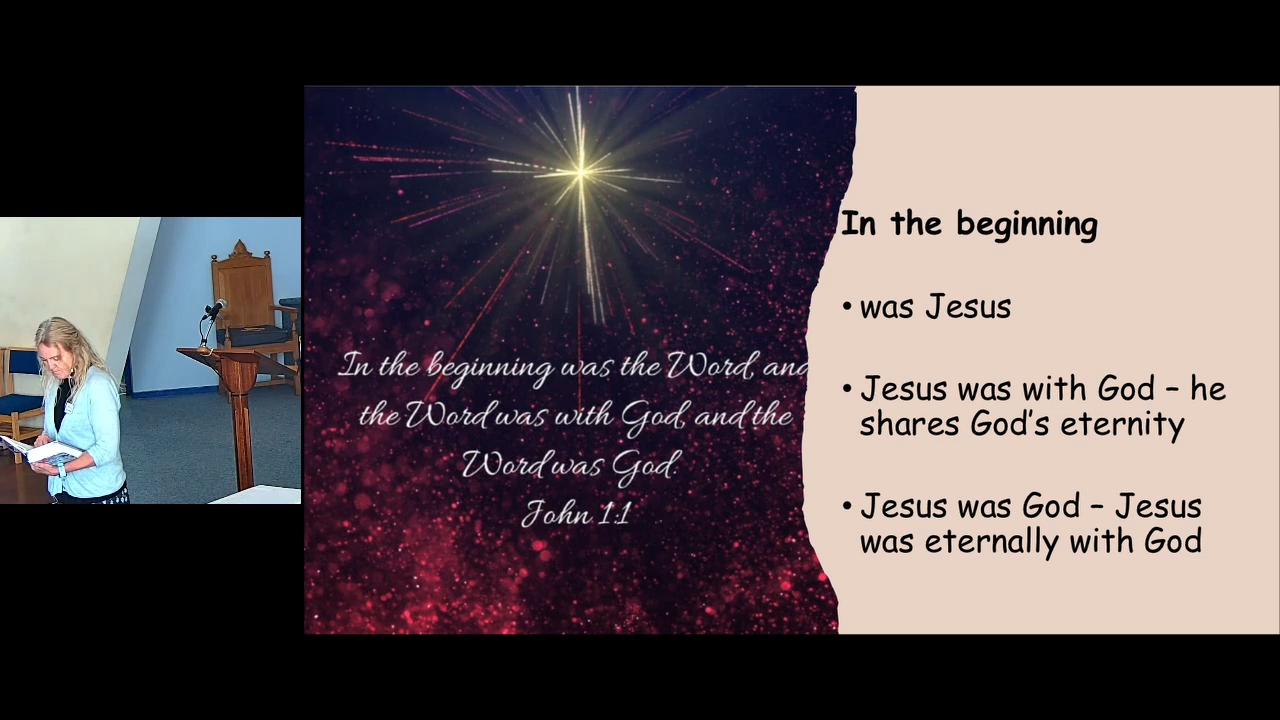 In the beginning was the Word, and
the Word was with God, and the
Word was God.
John 1:1
In the beginning
• was Jesus
• Jesus was with God – he
shares God's eternity
• Jesus was God – Jesus
was eternally with God